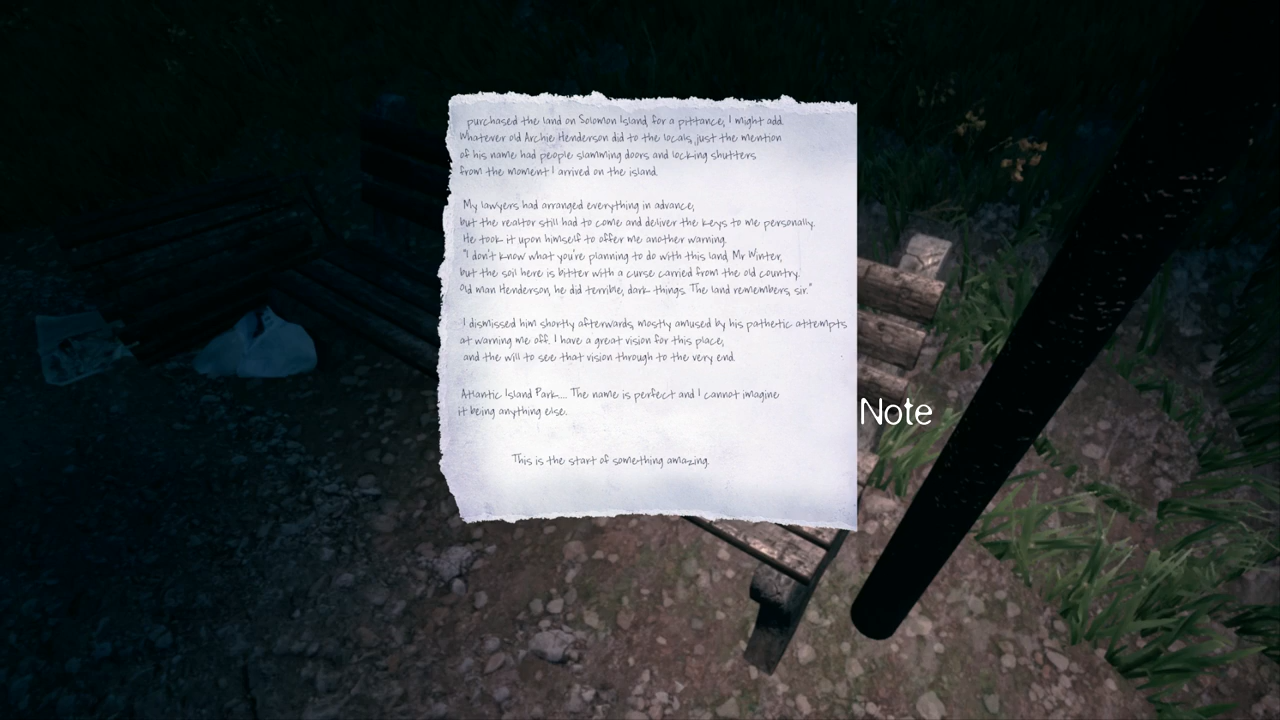 purchased the land on Solomon Island, for a pittance, I might add.
Whatever old Archie Henderson did to the locals, just the mention
of his name had people slamming doors and locking shutters
from the moment I arrived on the island.
My lawyers had arranged everything in advance,
but the realtor still had to come and deliver the keys to me personally.
He took it upon himself to offer me another warning.
"I don't know what you're planning to do with this land, Mr Winter,
but the soil here is bitter with a curse carried from the old country.
Old man Henderson, he did terrible, dark things. The land remembers, sir."
I dismissed him shortly afterwards, mostly amused by his pathetic attempts
at warning me off. I have a great vision for this place,
and the will to see that vision through to the very end.
Atlantic Island Park.... The name is perfect and I cannot imagine
it being anything else.
Note
This is the start of something amazing.